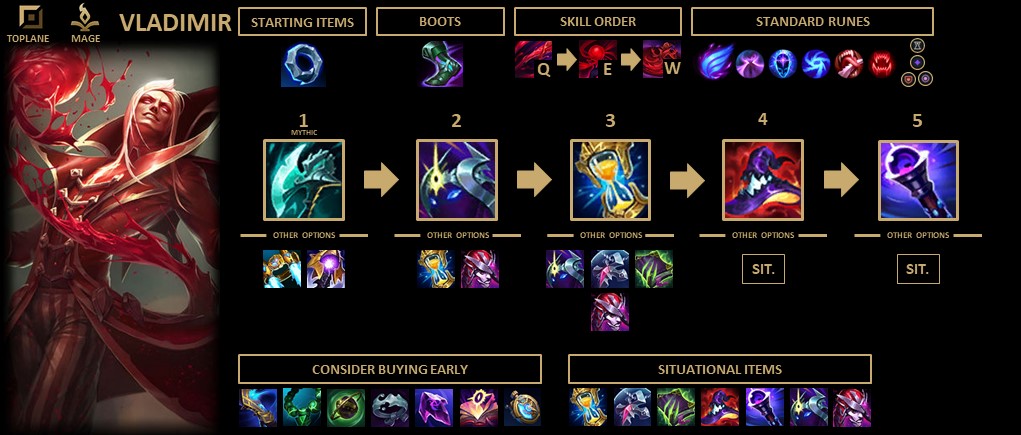 TOPLANE
MAGE
VLADIMIR
STARTING ITEMS
BOOTS
SKILL ORDER
STANDARD RUNES
Q
E
W
1
MYTHIC
2
3
4
5
OTHER OPTIONS
OTHER OPTIONS
OTHER OPTIONS
OTHER OPTIONS
OTHER OPTIONS
SIT.
SIT.
CONSIDER BUYING EARLY
SITUATIONAL ITEMS